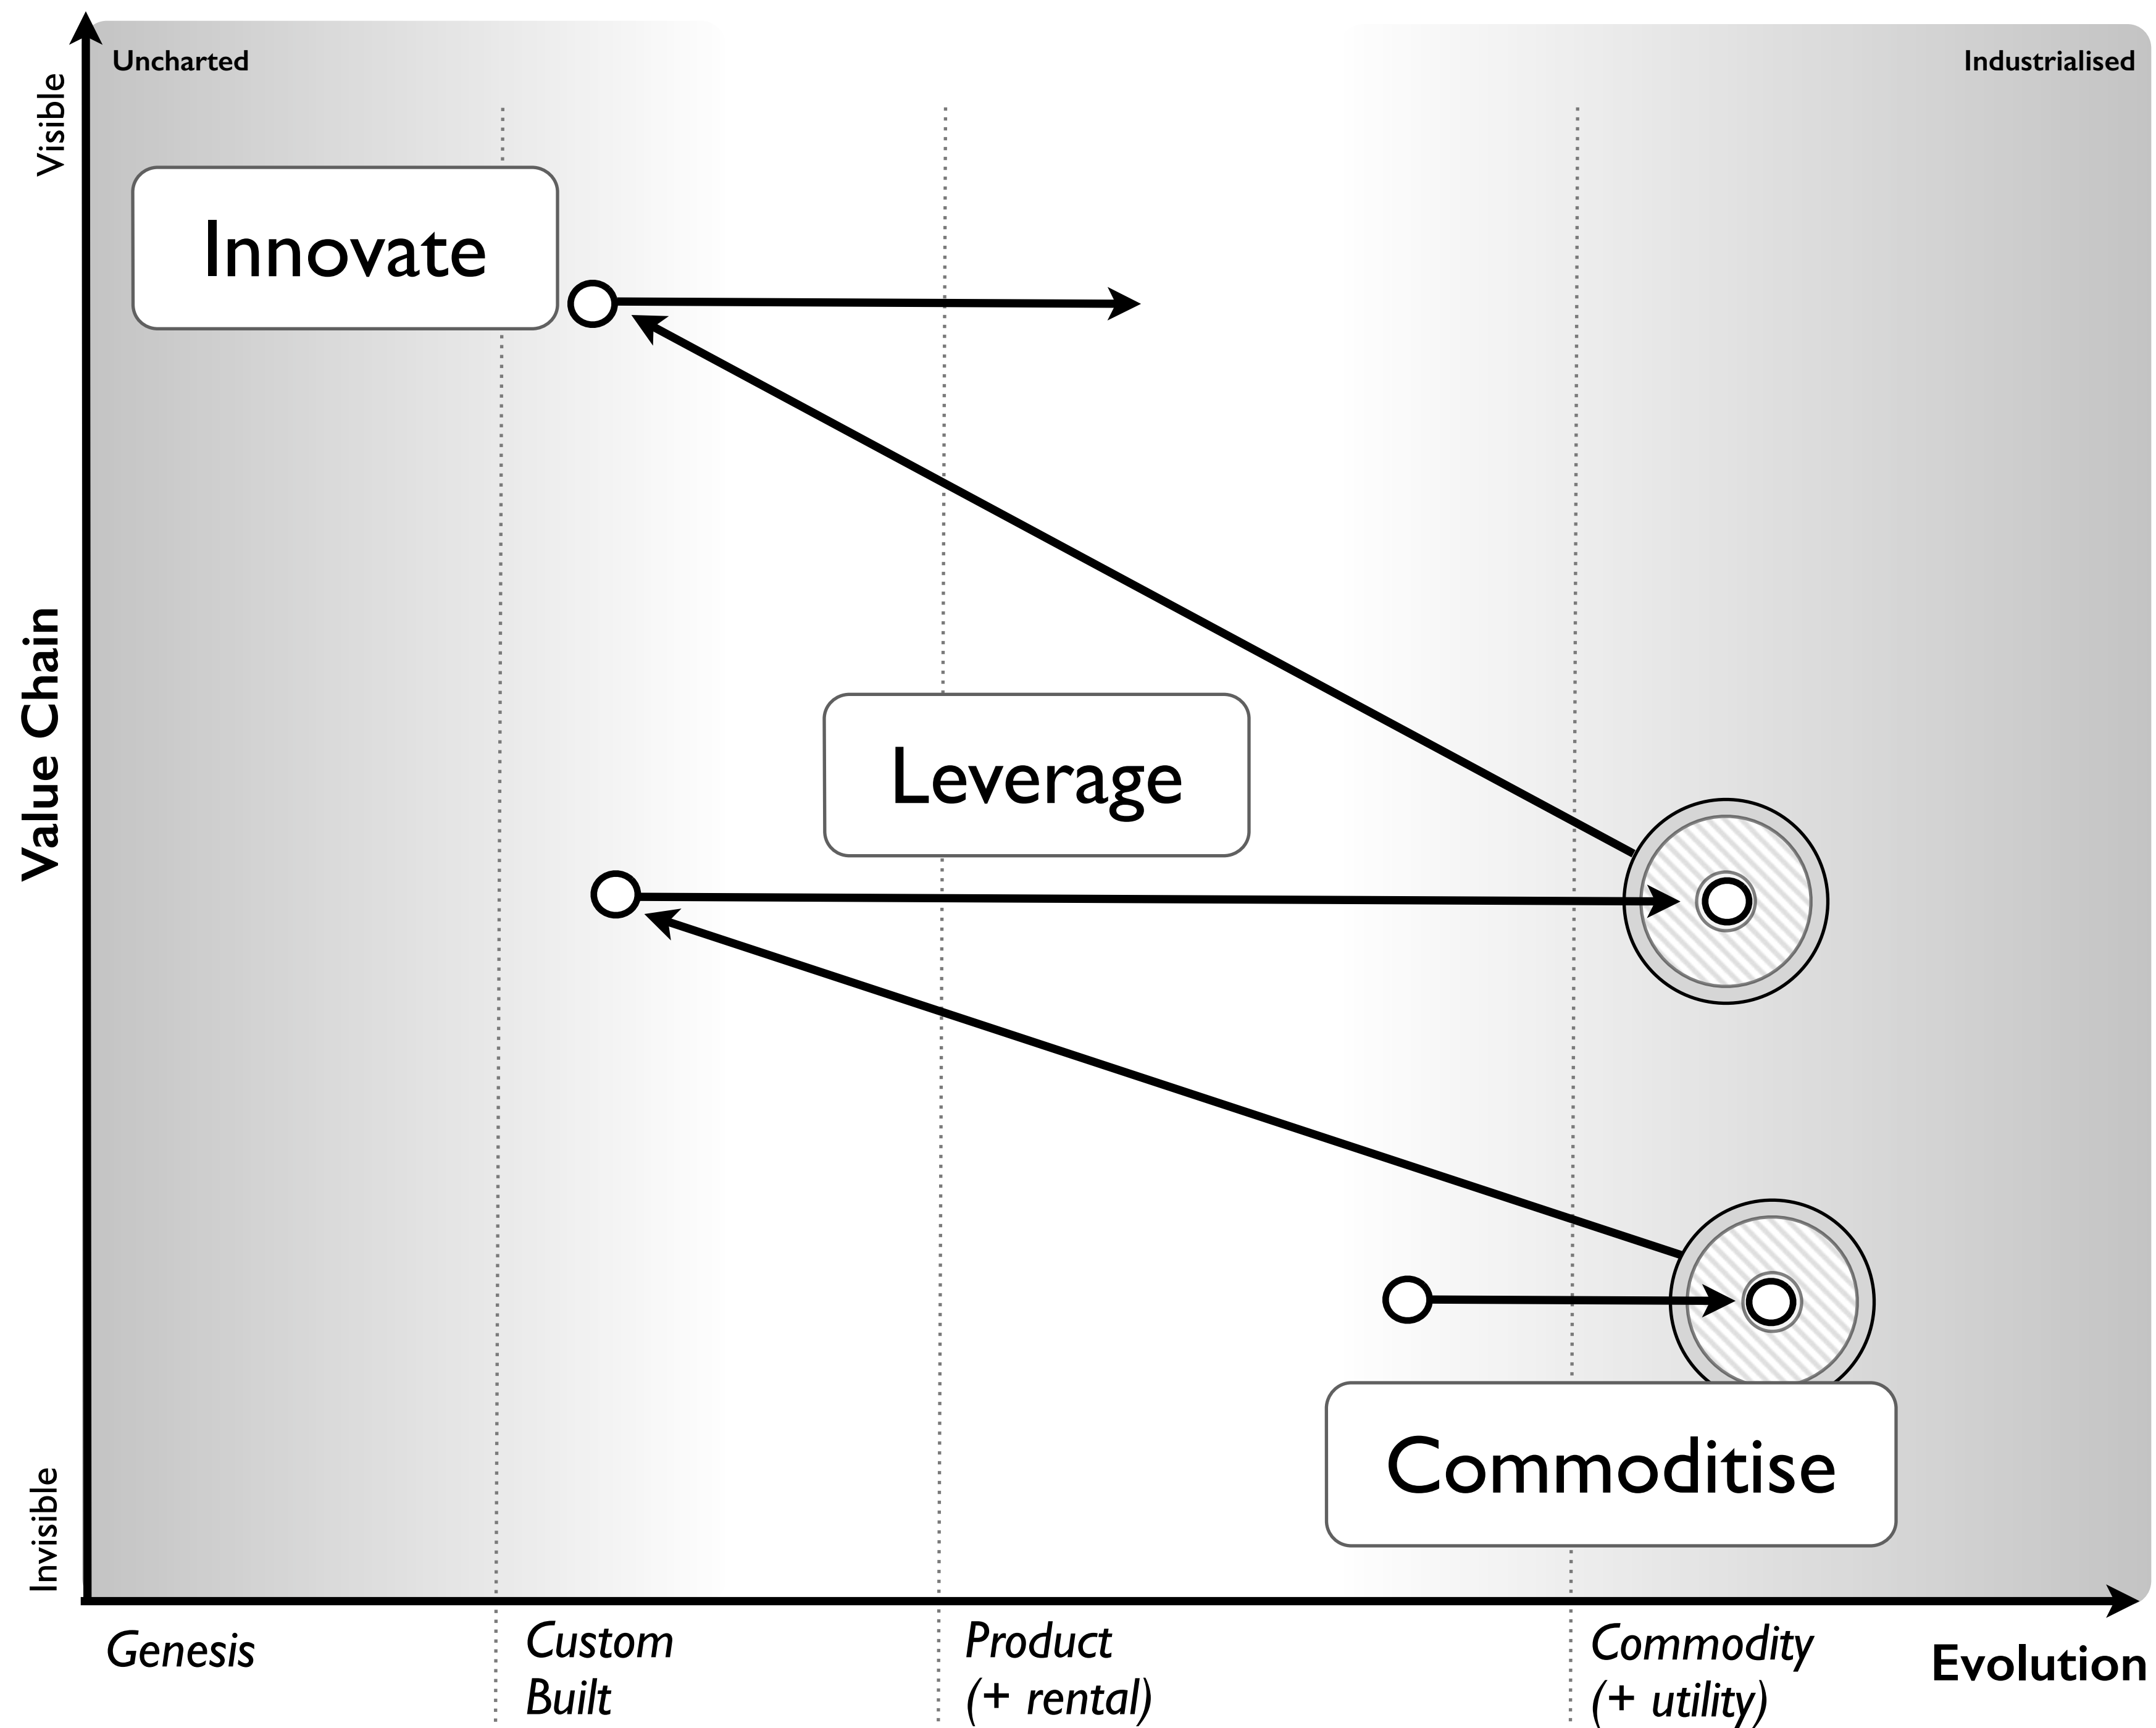 Uncharted
Industrialised
Visible
Innovate
Value Chain
Leverage
Commoditise
Invisible
Genesis
Custom
Built
Product
(+ rental)
Commodity
(+ utility)
Evolution